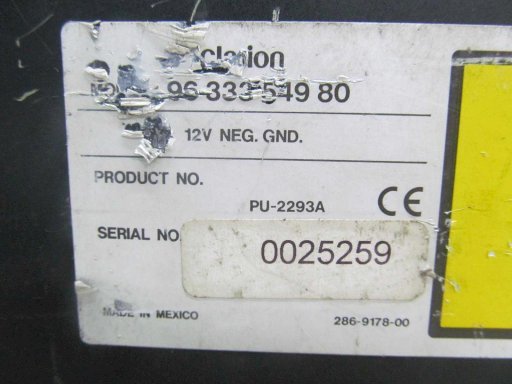 clarion
MODEL 96 333 549 80
12V NEG. GND.
PRODUCT NO.
PU-2293A CE
SERIAL NO.
0025259
MADE IN MEXICO
286-9178-00